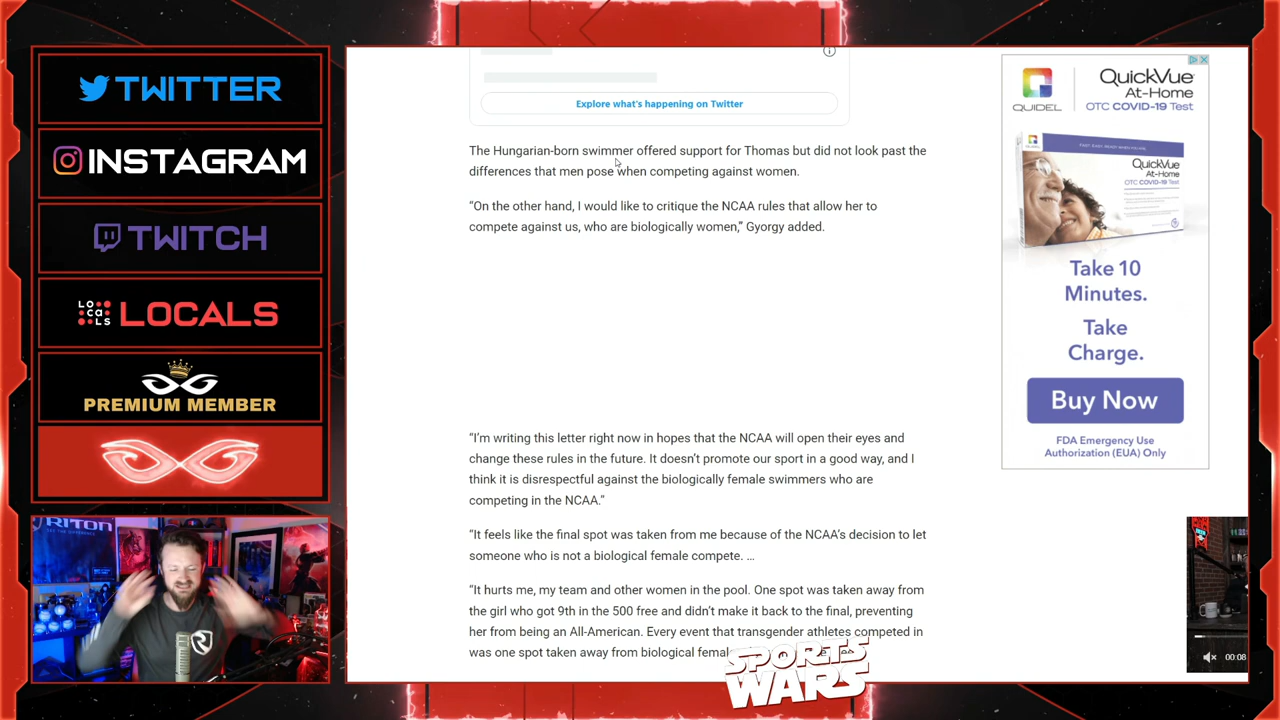 TWITTER
INSTAGRAM
TWITCH
LOCALS
LOCALS
PREMIUM MEMBER
RITON
Explore what's happening on Twitter
The Hungarian-born swimmer offered support for Thomas but did not look past the
differences that men pose when competing against women.
“On the other hand, I would like to critique the NCAA rules that allow her to
compete against us, who are biologically women,” Gyorgy added.
“I’m writing this letter right now in hopes that the NCAA will open their eyes and
change these rules in the future. It doesn’t promote our sport in a good way, and I
think it is disrespectful against the biologically female swimmers who are
competing in the NCAA.”
“It feels like the final spot was taken from me because of the NCAA’s decision to let
someone who is not a biological female compete. …
“It hurts me, my team and other women in the pool. One spot was taken away from
the girl who got 9th in the 500 free and didn’t make it back to the final, preventing
her from being an All-American. Every event that transgender athletes competed in
was one spot taken away from biological
SPORTS
WARS
QUIDEL
QuickVue
At-Home
OTC COVID-19 Test
QuickVue
At-Home
OTC COVID-19 Test
Take 10
Minutes.
Take
Charge.
Buy Now
FDA Emergency Use
Authorization (EUA) Only
00:08